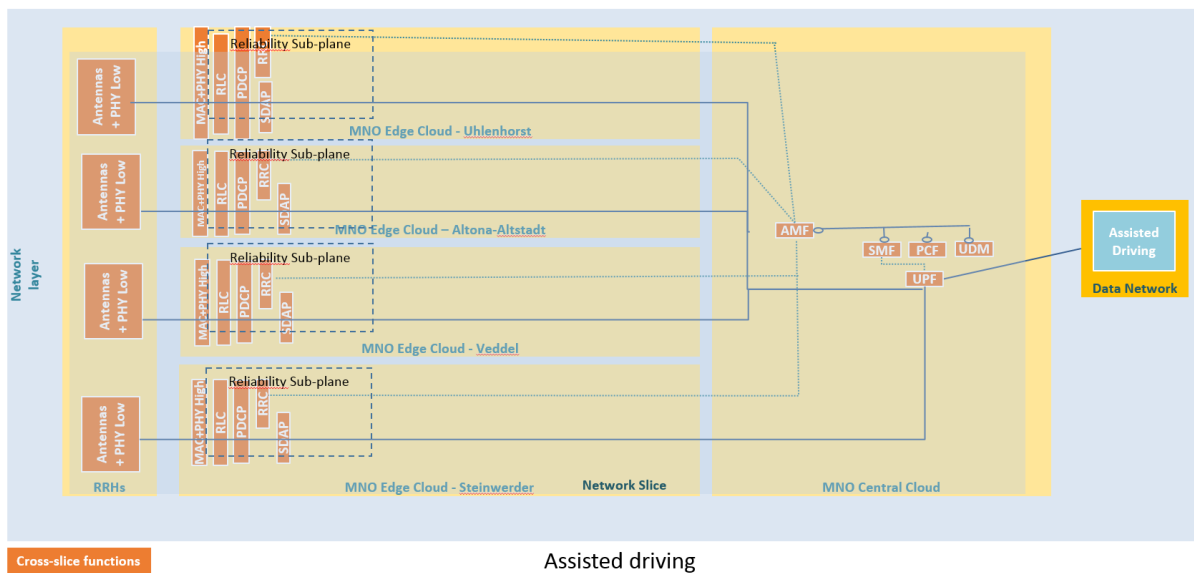 Network
layer
Antennas
+ PHY Low
MAC+PHY High
RLC
PDCP
RRC
SDAP
Reliability Sub-plane
MNO Edge Cloud - Uhlenhorst
Antennas
+ PHY Low
MAC+PHY High
RLC
PDCP
RRC
SDAP
Reliability Sub-plane
MNO Edge Cloud – Altona-Altstadt
Antennas
+ PHY Low
MAC+PHY High
RLC
PDCP
RRC
SDAP
Reliability Sub-plane
MNO Edge Cloud - Veddel
Antennas
+ PHY Low
MAC+PHY High
RLC
PDCP
RRC
SDAP
Reliability Sub-plane
RRHs
MNO Edge Cloud - Steinwerder
Network Slice
MNO Central Cloud
AMF
SMF
PCF
UDM
UPF
Assisted
Driving
Data Network
Cross-slice functions
Assisted driving